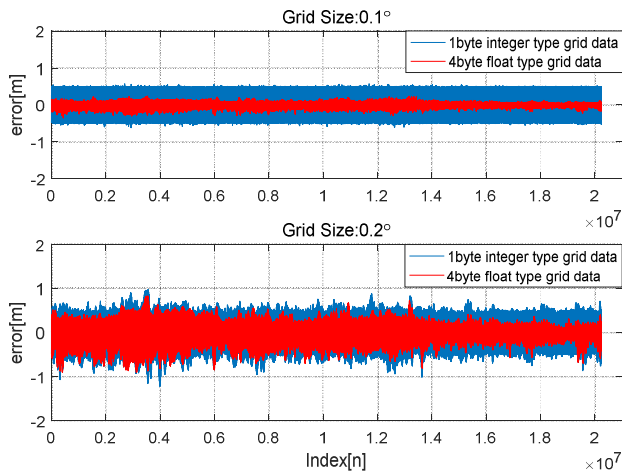 Grid Size:0.1°
2
1
0
-1
-2
error[m]
1byte integer type grid data
4byte float type grid data
0 0.2 0.4 0.6 0.8 1 1.2 1.4 1.6 1.8 2
×10⁷
Grid Size:0.2°
2
1
0
-1
-2
error[m]
1byte integer type grid data
4byte float type grid data
0 0.2 0.4 0.6 0.8 1 1.2 1.4 1.6 1.8 2
Index[n]
×10⁷